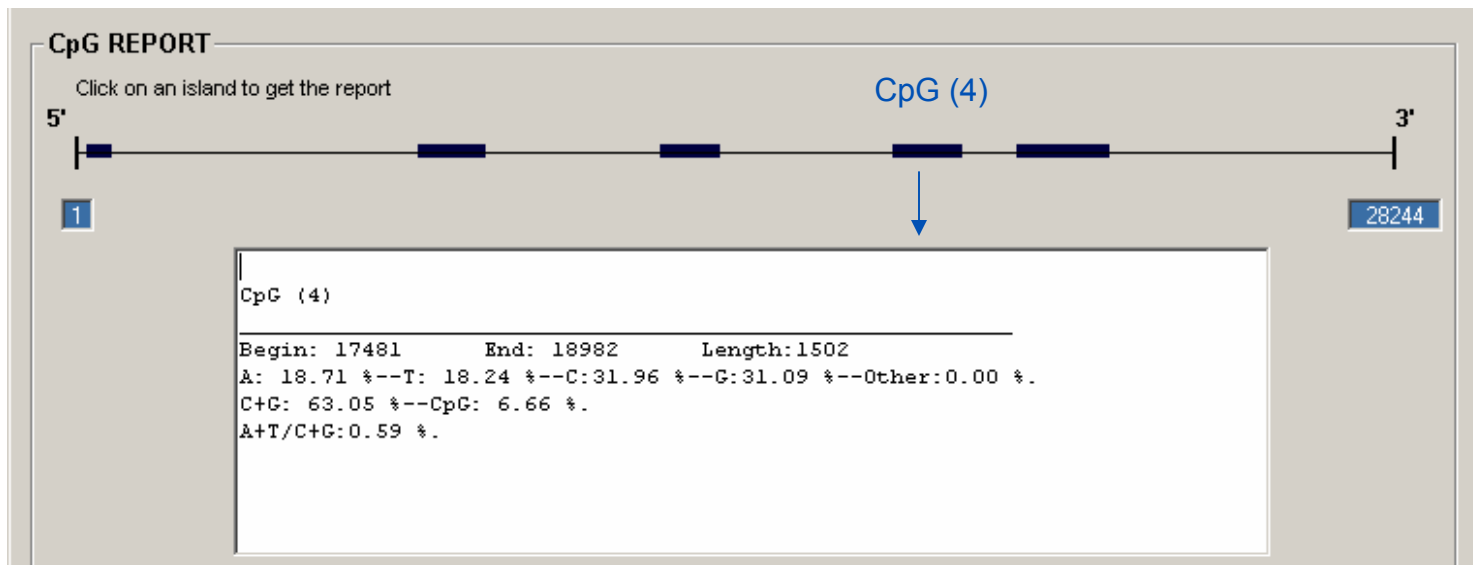 CpG REPORT
Click on an island to get the report
CpG (4)
5' 3'
1 28244
CpG (4)
Begin: 17481 End: 18982 Length:1502
A: 18.71 %--T: 18.24 %--C:31.96 %--G:31.09 %--Other:0.00 %.
C+G: 63.05 %--CpG: 6.66 %.
A+T/C+G:0.59 %.